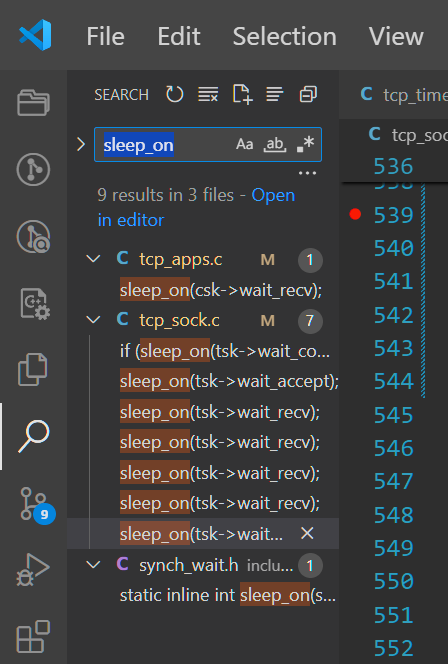 File Edit Selection View
SEARCH
C tcp_time
sleep_on Aa ab .*
C tcp_soc
9 results in 3 files - Open
in editor
C tcp_apps.c M 1
sleep_on(csk->wait_recv);
C tcp_sock.c M 7
if (sleep_on(tsk->wait_co...
sleep_on(tsk->wait_accept);
sleep_on(tsk->wait_recv);
sleep_on(tsk->wait_recv);
sleep_on(tsk->wait_recv);
sleep_on(tsk->wait_recv);
sleep_on(tsk->wait...
C synch_wait.h inclu... 1
static inline int sleep_on(s...
9
536
538
539
540
541
542
543
544
545
546
547
548
549
550
551
552